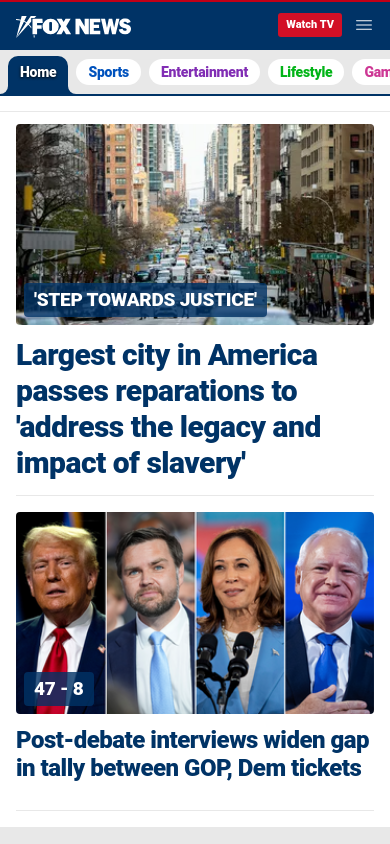 FOX NEWS
Watch TV
Home
Sports
Entertainment
Lifestyle
Gam
'STEP TOWARDS JUSTICE'
Largest city in America
passes reparations to
'address the legacy and
impact of slavery'
47 - 8
Post-debate interviews widen gap
in tally between GOP, Dem tickets